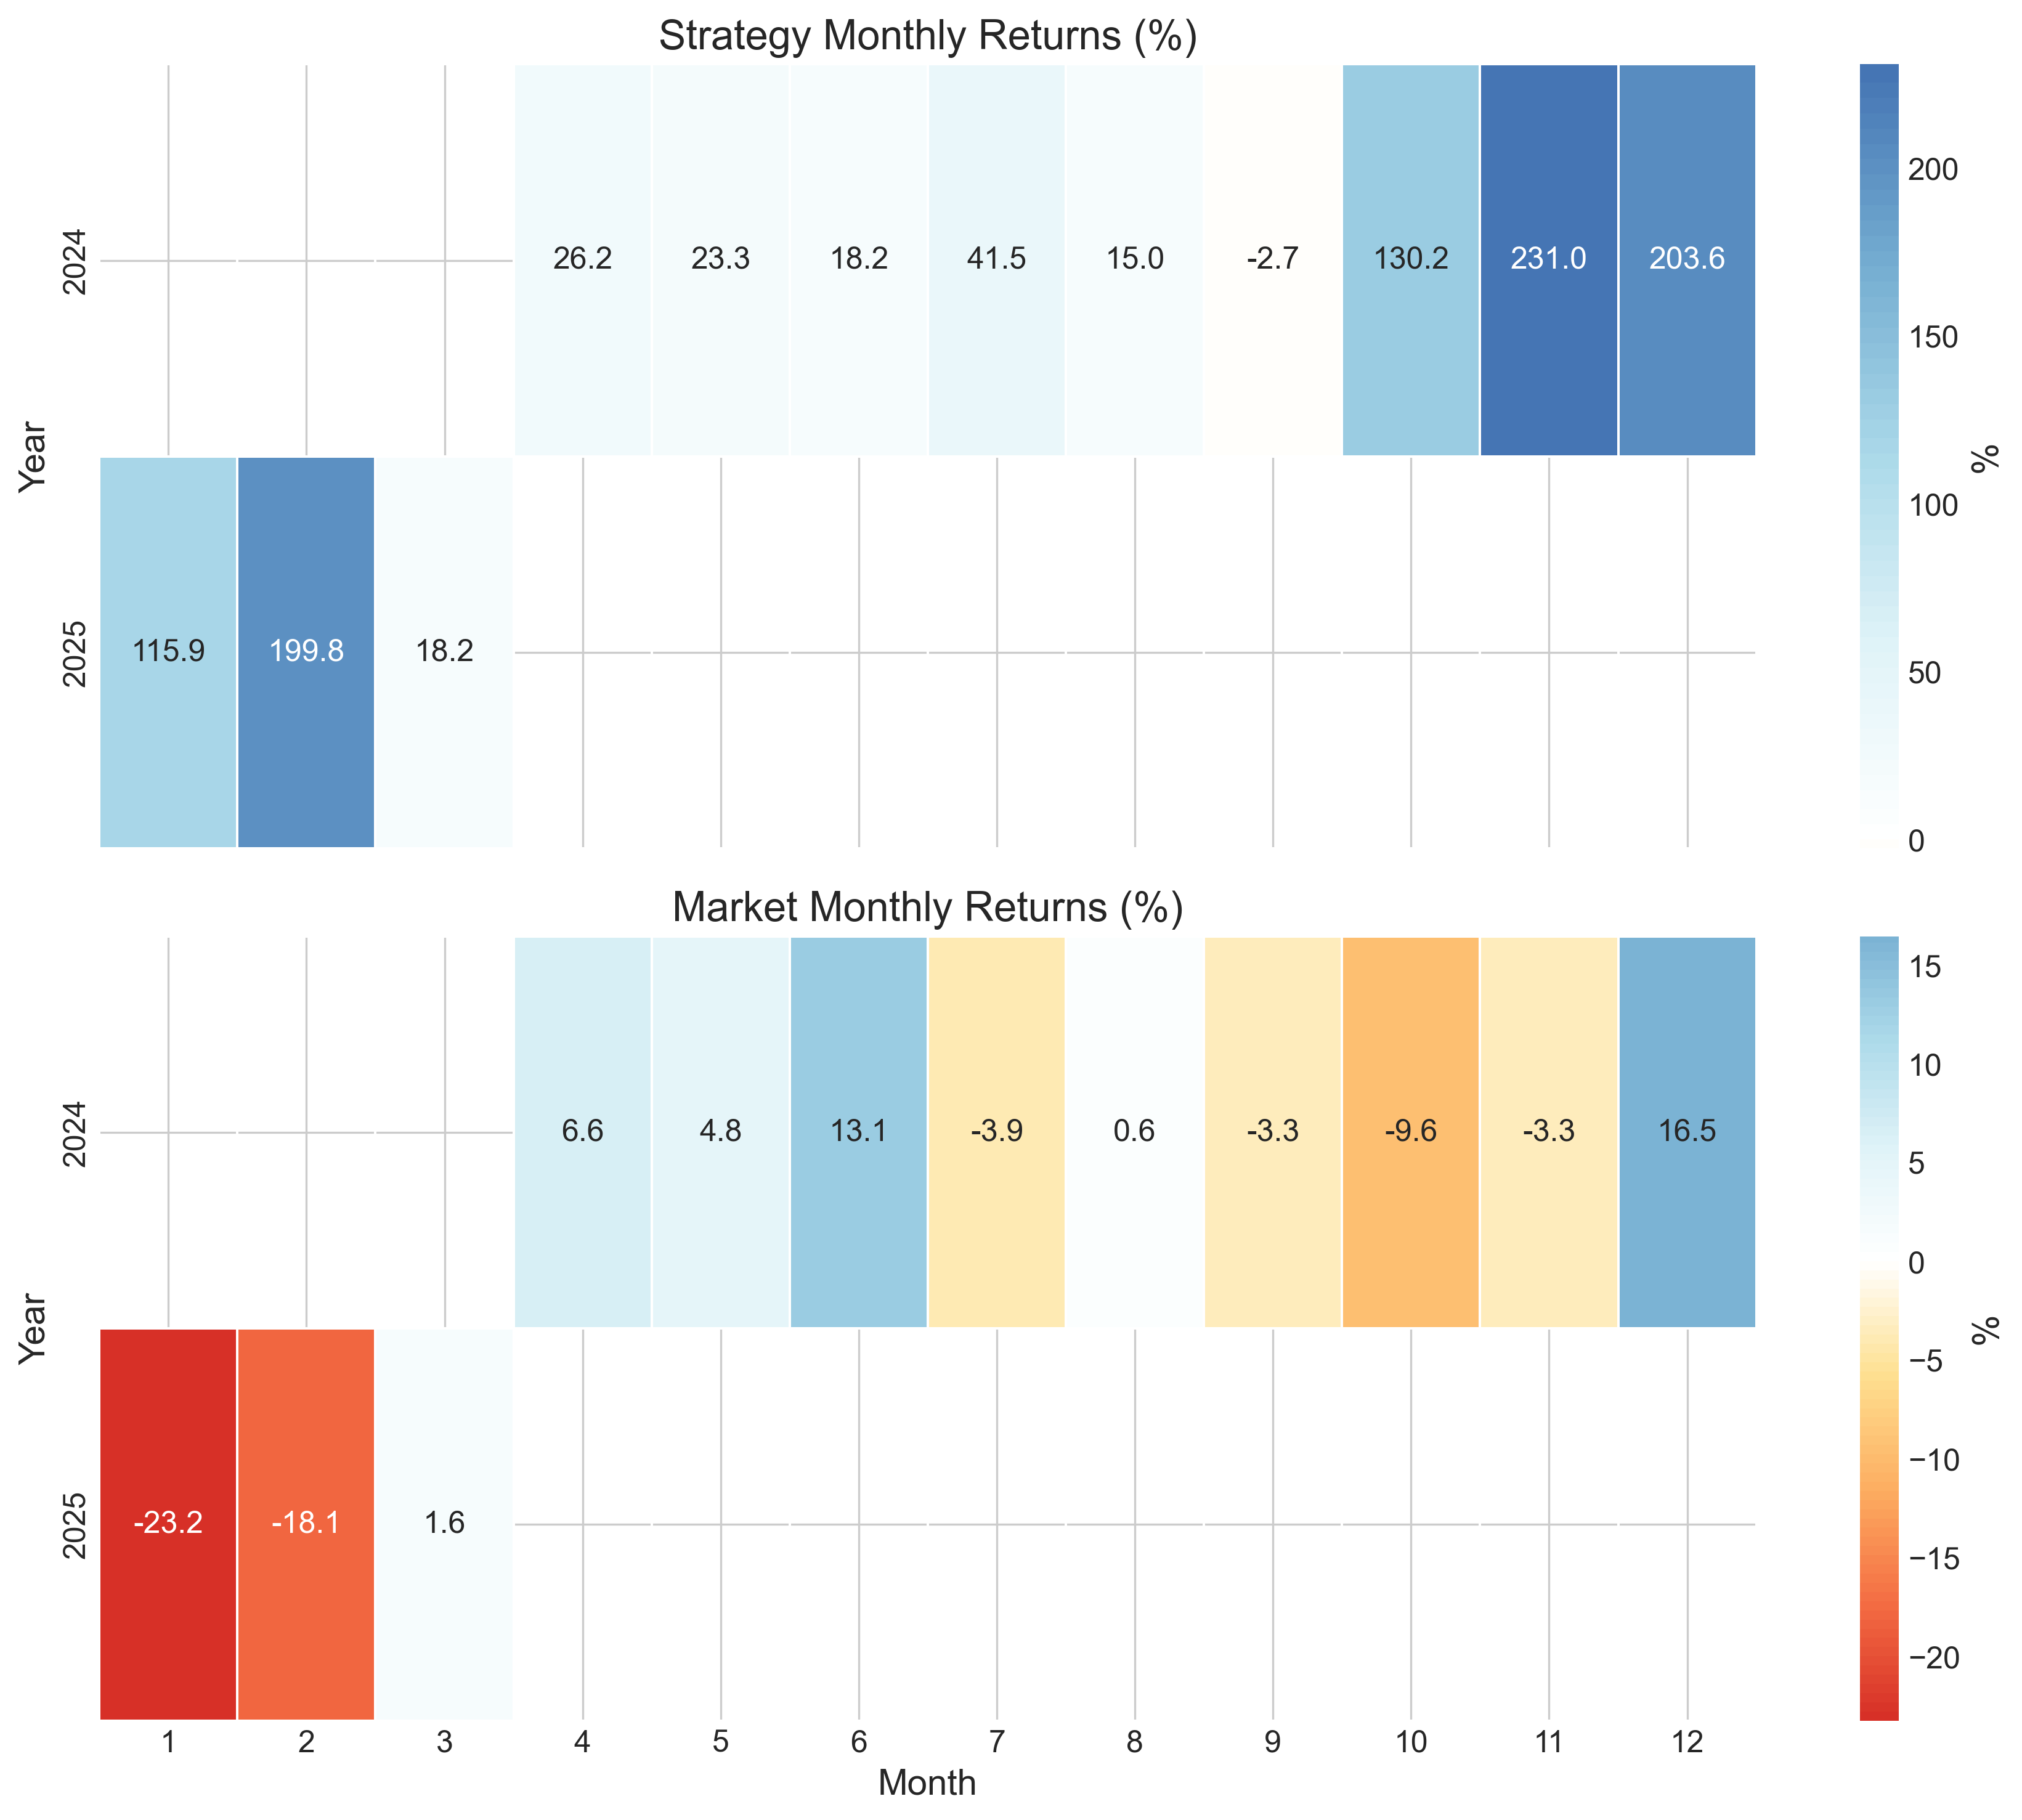 Strategy Monthly Returns (%)
Year
2024
26.2 23.3 18.2 41.5 15.0 -2.7 130.2 231.0 203.6
2025
115.9 199.8 18.2
200
150
100
50
0
%
Market Monthly Returns (%)
Year
2024
6.6 4.8 13.1 -3.9 0.6 -3.3 -9.6 -3.3 16.5
2025
-23.2 -18.1 1.6
1 2 3 4 5 6 7 8 9 10 11 12
Month
15
10
5
0
−5
−10
−15
−20
%